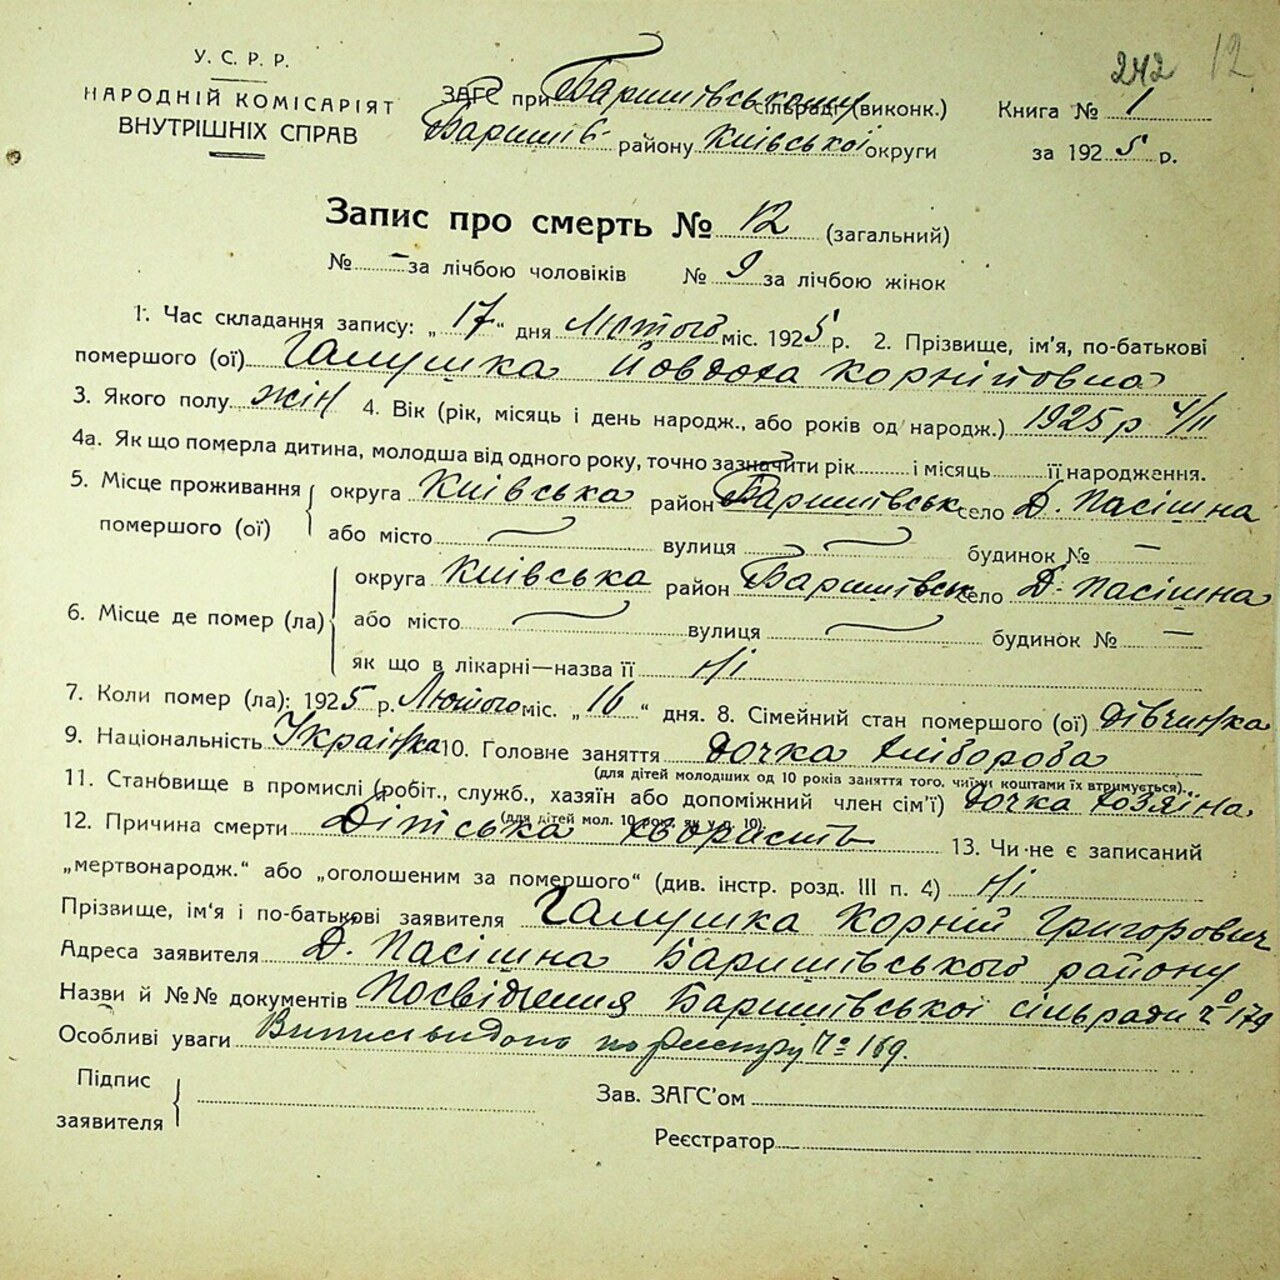 242 12
У. С. Р. Р.
НАРОДНІЙ КОМІСАРІЯТ
ВНУТРІШНІХ СПРАВ
ЗАГС при Баришівському сільраді (виконк.)
Баришів- району Київської округи
Книга № 1
за 1925 р.
Запис про смерть № 12 (загальний)
№ - за лічбою чоловіків № 9 за лічбою жінок
1. Час складання запису: „17“ дня Лютого міс. 1925 р. 2. Прізвище, ім'я, по-батькові
помершого (ої) Галушка Йовдоха Корнійовна
3. Якого полу жін 4. Вік (рік, місяць і день народж., або років од народж.) 1925 р 4/II
4а. Як що померла дитина, молодша від одного року, точно зазначити рік і місяць її народження.
5. Місце проживання помершого (ої) округа Київська район Баришівськ село Д. Пасішна
або місто вулиця будинок № —
6. Місце де помер (ла) округа Київська район Баришівськ село Д. Пасішна
або місто вулиця будинок № —
як що в лікарні—назва її Ні
7. Коли помер (ла): 1925 р. Лютого міс. „16“ дня. 8. Сімейний стан помершого (ої) дівчинка
9. Національність Українка 10. Головне заняття дочка хлібороба
(для дітей молодших од 10 років заняття того, чиїми коштами їх втримується)
11. Становище в промислі (робіт., служб., хазяїн або допоміжний член сім'ї) дочка хозяїна.
(для дітей мол. 10 рок. як у п. 10)
12. Причина смерти Дітська хворость 13. Чи не є записаний
„мертвонародж.“ або „оголошеним за помершого“ (див. інстр. розд. III п. 4) Ні
Прізвище, ім'я і по-батькові заявителя Галушка Корній Григорович
Адреса заявителя Д. Пасішна Баришівського району
Назви й №№ документів Посвідчення Баришівської сільради № 179
Особливі уваги Випись видано по реєстру № 169.
Підпис заявителя
Зав. ЗАГС'ом
Реєстратор